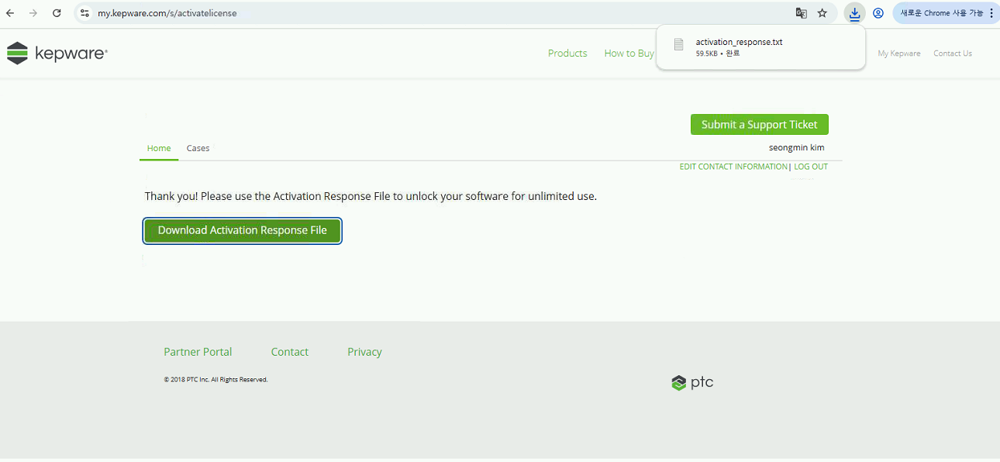 my.kepware.com/s/activatelicense
새로운 Chrome 사용 가능
activation_response.txt
59.5KB • 완료
kepware®
Products
How to Buy
My Kepware
Contact Us
Submit a Support Ticket
Home
Cases
seongmin kim
EDIT CONTACT INFORMATION | LOG OUT
Thank you! Please use the Activation Response File to unlock your software for unlimited use.
Download Activation Response File
Partner Portal
Contact
Privacy
© 2018 PTC Inc. All Rights Reserved.
ptc